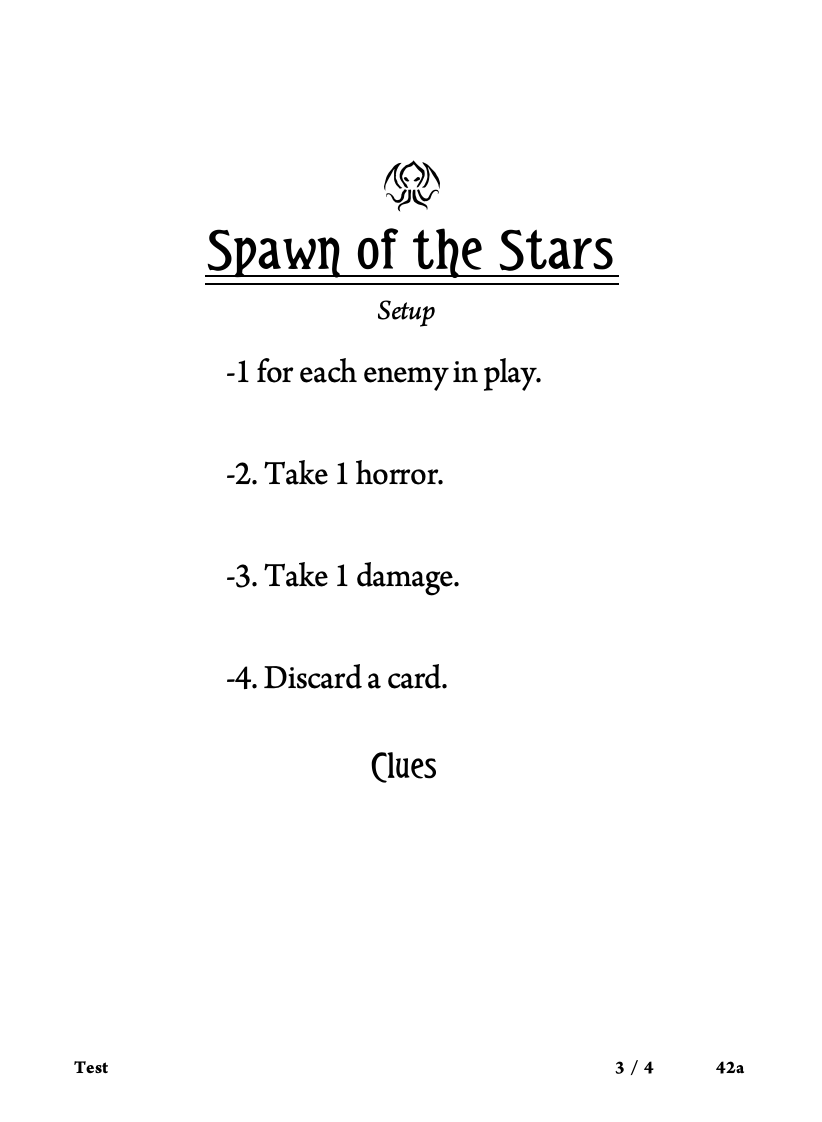 Spawn of the Stars
Setup
-1 for each enemy in play.
-2. Take 1 horror.
-3. Take 1 damage.
-4. Discard a card.
Clues
Test 3 / 4 42a